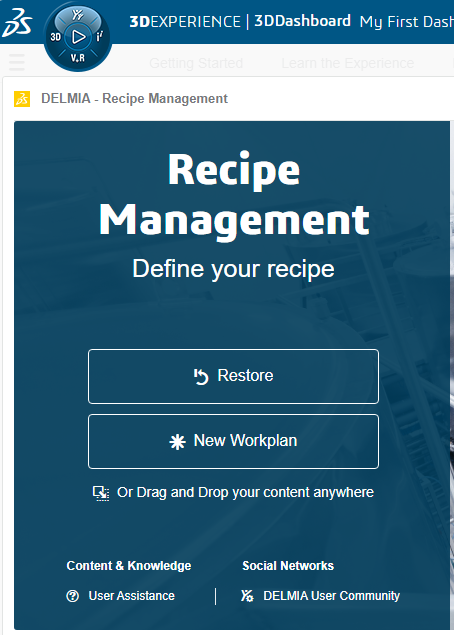 3DEXPERIENCE | 3DDashboard My First Dash
3D
V.R
Getting Started Learn the Experience
DELMIA - Recipe Management
Recipe
Management
Define your recipe
Restore
New Workplan
Or Drag and Drop your content anywhere
Content & Knowledge Social Networks
User Assistance DELMIA User Community